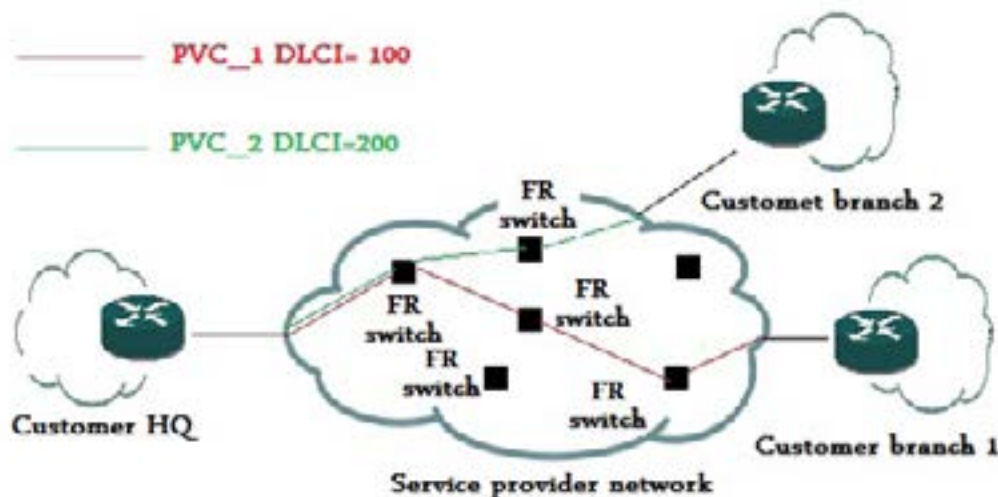 PVC_1 DLCI= 100
PVC_2 DLCI=200
FR
switch
Customet branch 2
FR
switch
FR
switch
FR
switch
FR
switch
Customer HQ
Customer branch 1
Service provider network